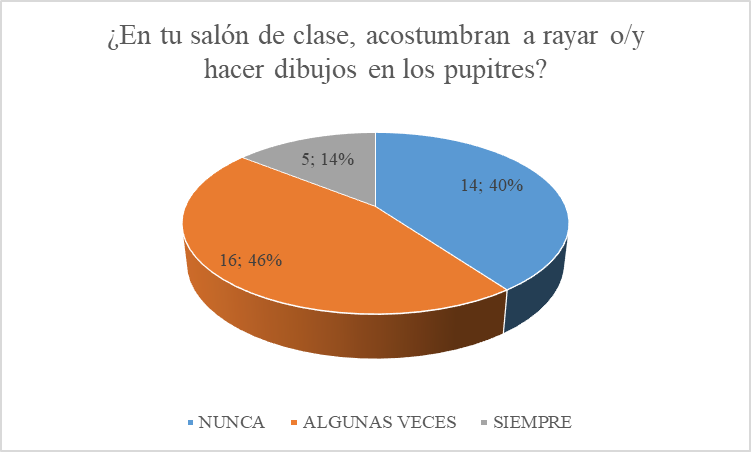 ¿En tu salón de clase, acostumbran a rayar o/y
hacer dibujos en los pupitres?
5; 14%
14; 40%
16; 46%
NUNCA ALGUNAS VECES SIEMPRE